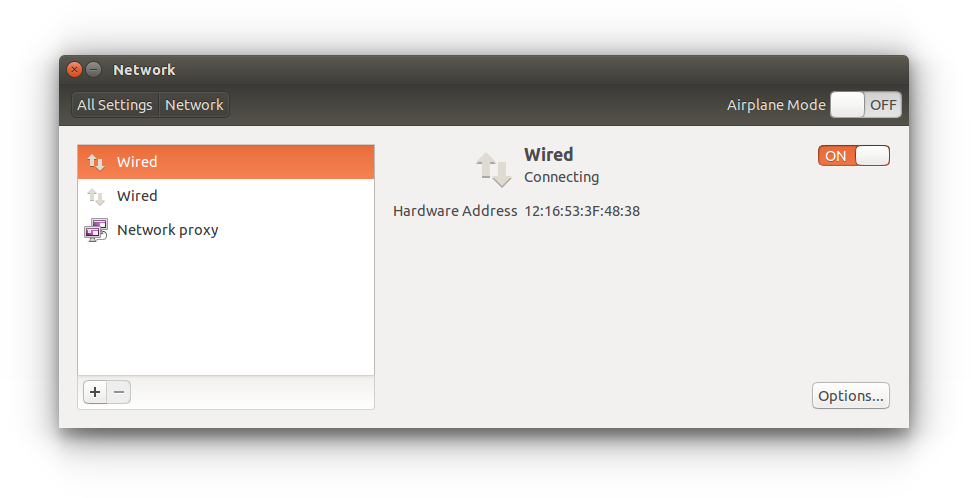 Network
All Settings Network Airplane Mode OFF
Wired
Wired
Network proxy
Wired
Connecting
ON
Hardware Address 12:16:53:3F:48:38
Options...